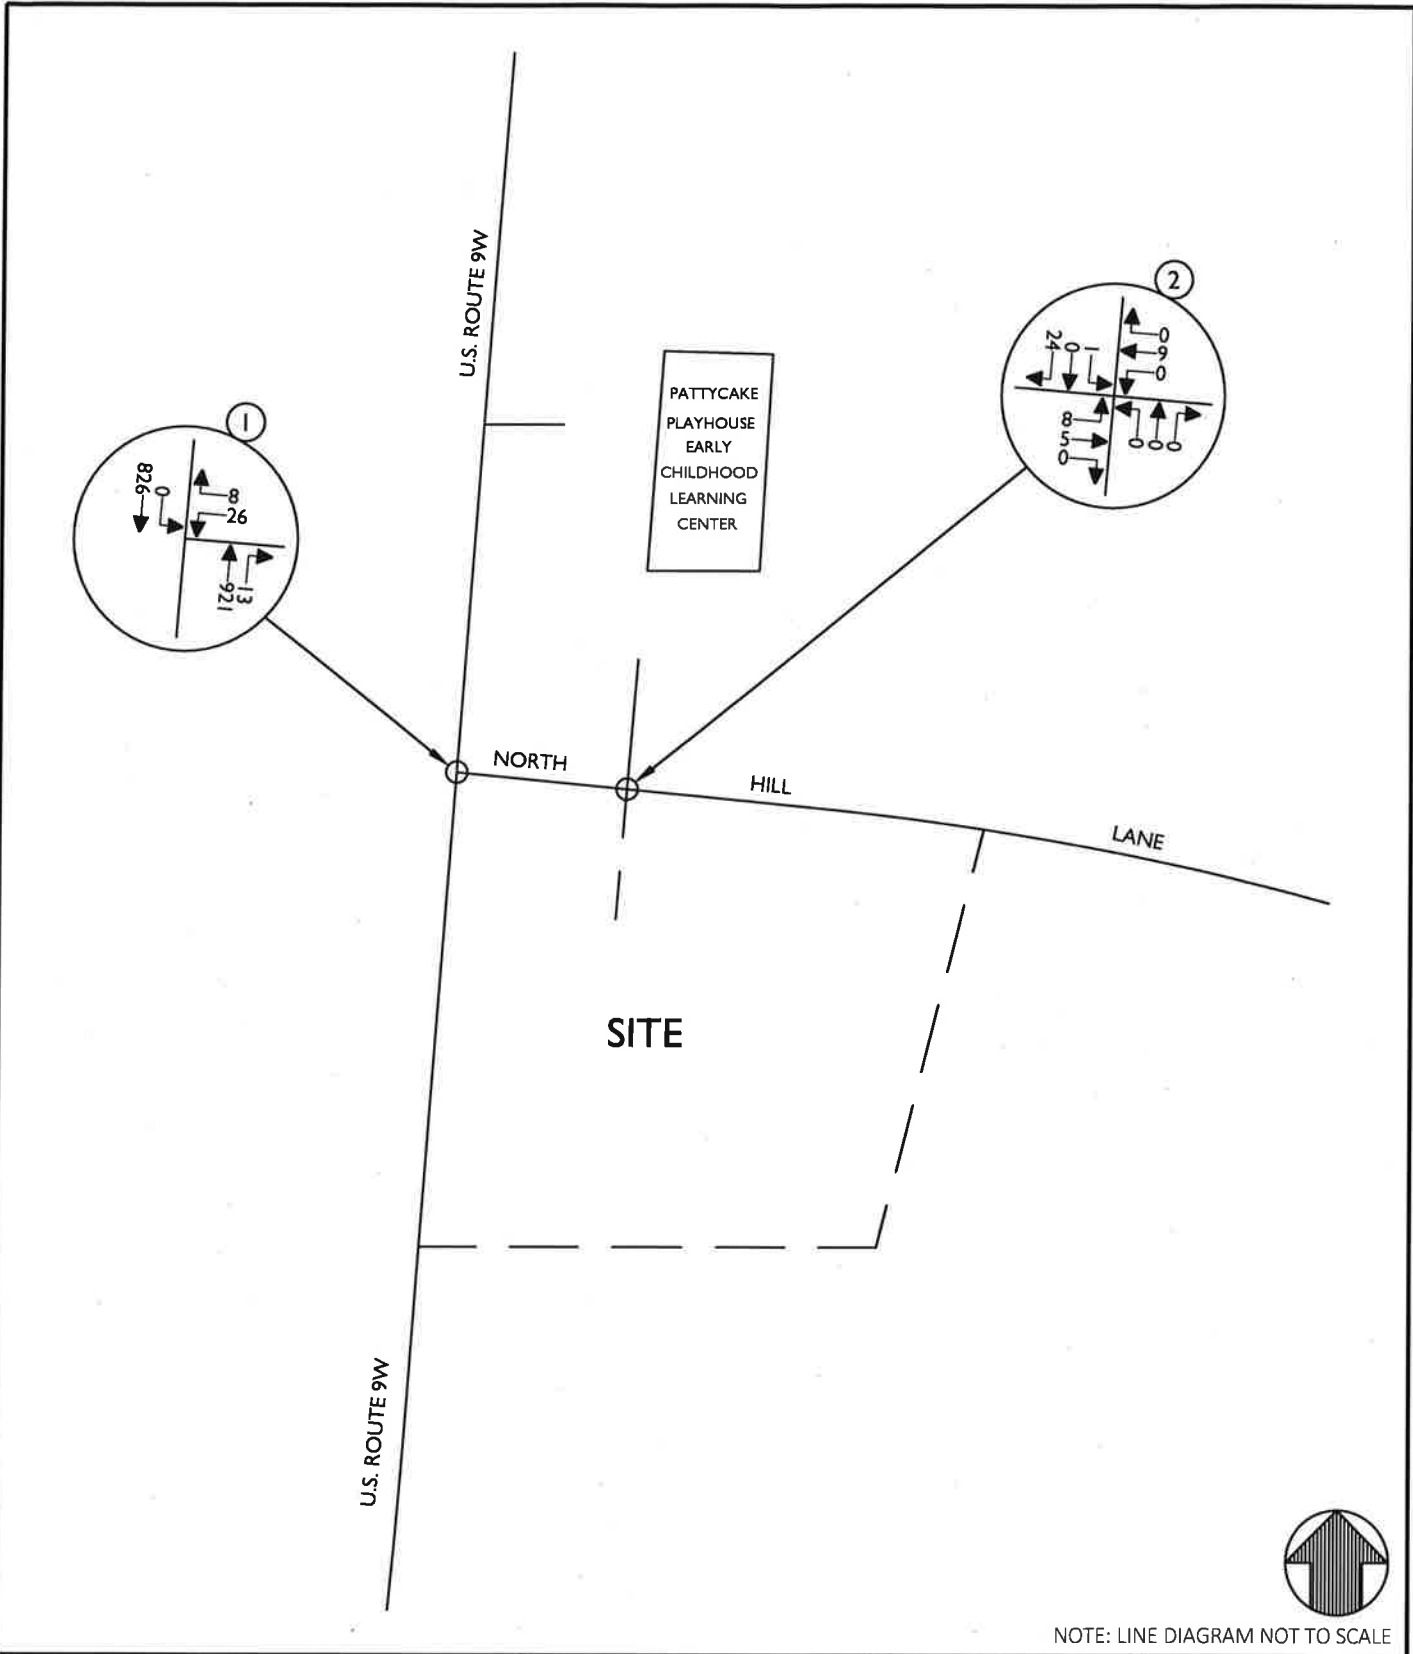 U.S. ROUTE 9W
2
0
9
0
24
0
1
8
5
0
0
0
0
PATTYCAKE
PLAYHOUSE
EARLY
CHILDHOOD
LEARNING
CENTER
1
826
0
8
26
13
921
NORTH
HILL
LANE
SITE
U.S. ROUTE 9W
NOTE: LINE DIAGRAM NOT TO SCALE